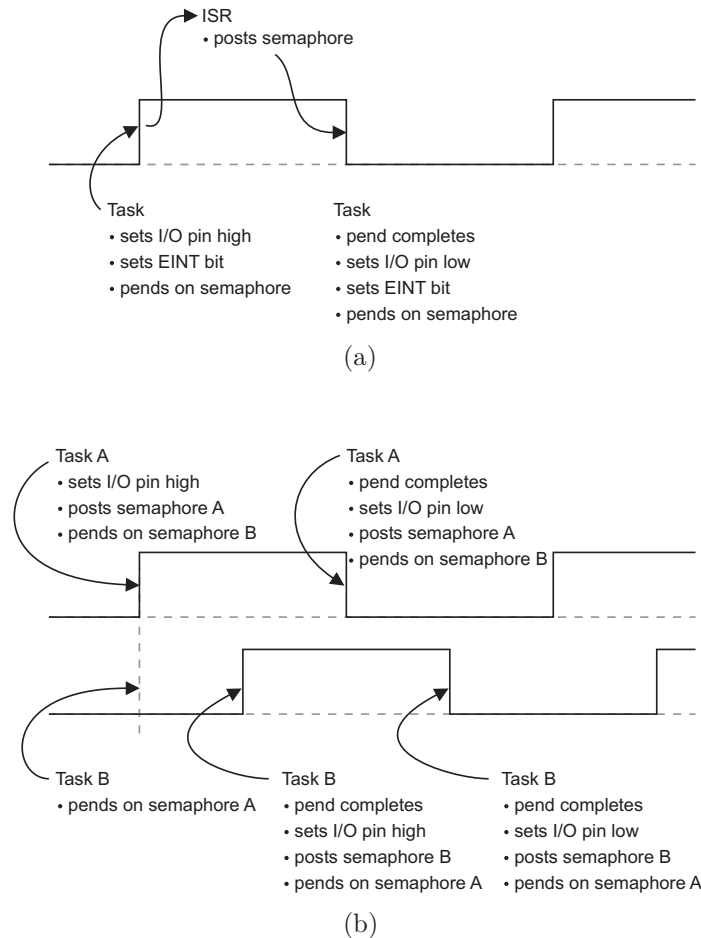 ISR
• posts semaphore
Task
• sets I/O pin high
• sets EINT bit
• pends on semaphore
Task
• pend completes
• sets I/O pin low
• sets EINT bit
• pends on semaphore
(a)
Task A
• sets I/O pin high
• posts semaphore A
• pends on semaphore B
Task A
• pend completes
• sets I/O pin low
• posts semaphore A
• pends on semaphore B
Task B
• pends on semaphore A
Task B
• pend completes
• sets I/O pin high
• posts semaphore B
• pends on semaphore A
Task B
• pend completes
• sets I/O pin low
• posts semaphore B
• pends on semaphore A
(b)